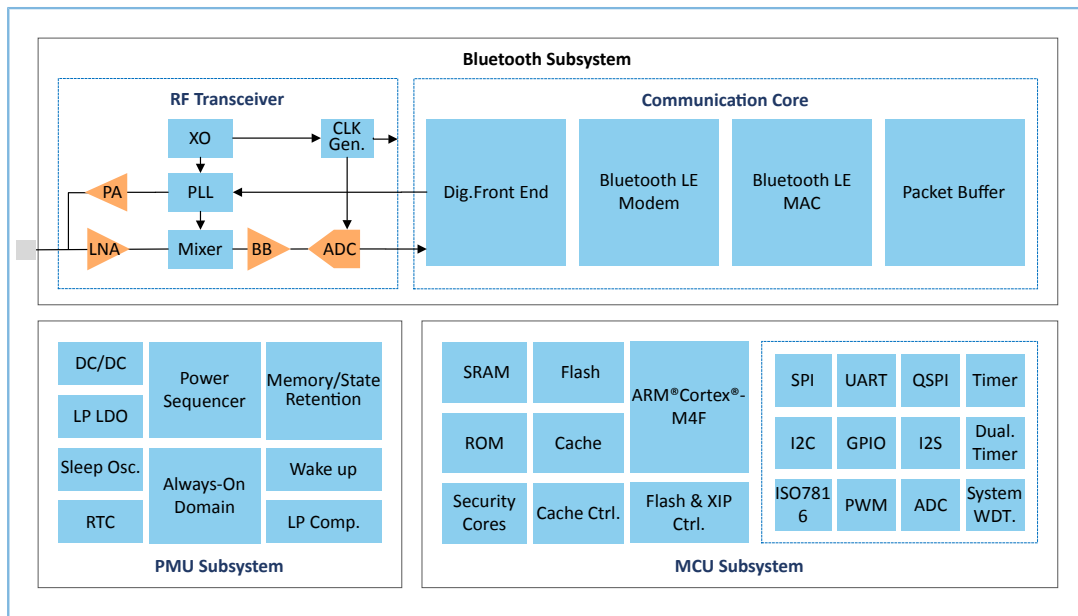 Bluetooth Subsystem
RF Transceiver
Communication Core
XO
CLK
Gen.
PA
PLL
LNA
Mixer
BB
ADC
Dig.Front End
Bluetooth LE
Modem
Bluetooth LE
MAC
Packet Buffer
DC/DC
LP LDO
Power
Sequencer
Memory/State
Retention
Sleep Osc.
RTC
Always-On
Domain
Wake up
LP Comp.
PMU Subsystem
SRAM
Flash
ARM®Cortex®-
M4F
ROM
Cache
Security
Cores
Cache Ctrl.
Flash & XIP
Ctrl.
SPI
UART
QSPI
Timer
I2C
GPIO
I2S
Dual.
Timer
ISO781
6
PWM
ADC
System
WDT.
MCU Subsystem